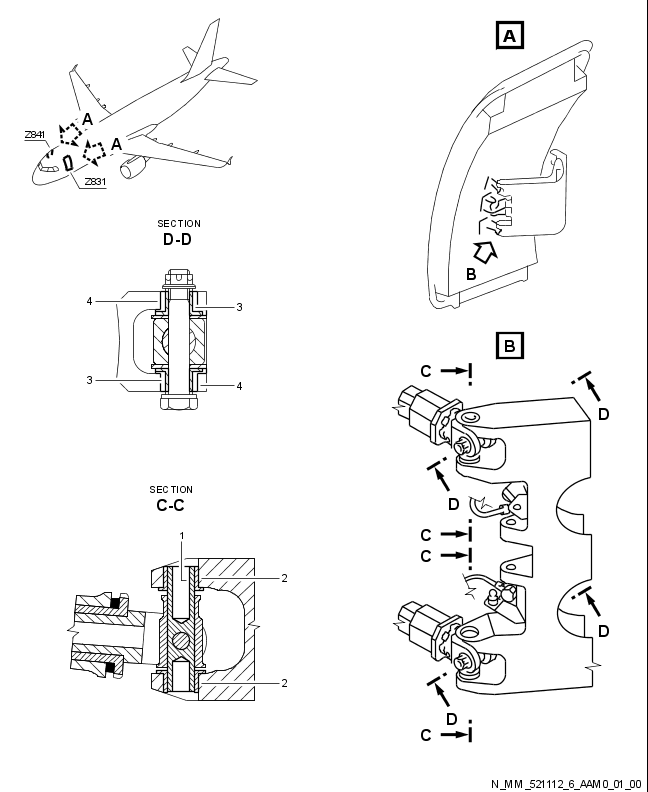 A
Z841
A
A
Z831
SECTION
D-D
4
3
B
3
4
B
C
D
D
SECTION
C-C
C
1
C
2
D
D
2
C
N_MM_521112_6_AAM0_01_00